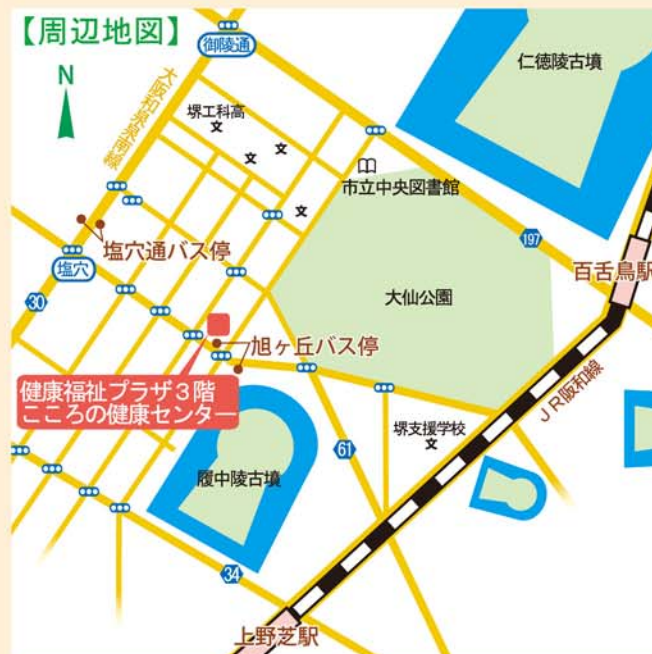 【周辺地図】
御陵通
仁徳陵古墳
N
大阪和泉泉南線
堺工科高
文
文
文
市立中央図書館
文
197
塩穴通バス停
百舌鳥駅
塩穴
30
大仙公園
旭ヶ丘バス停
健康福祉プラザ3階
こころの健康センター
JR阪和線
堺支援学校
文
61
履中陵古墳
34
上野芝駅